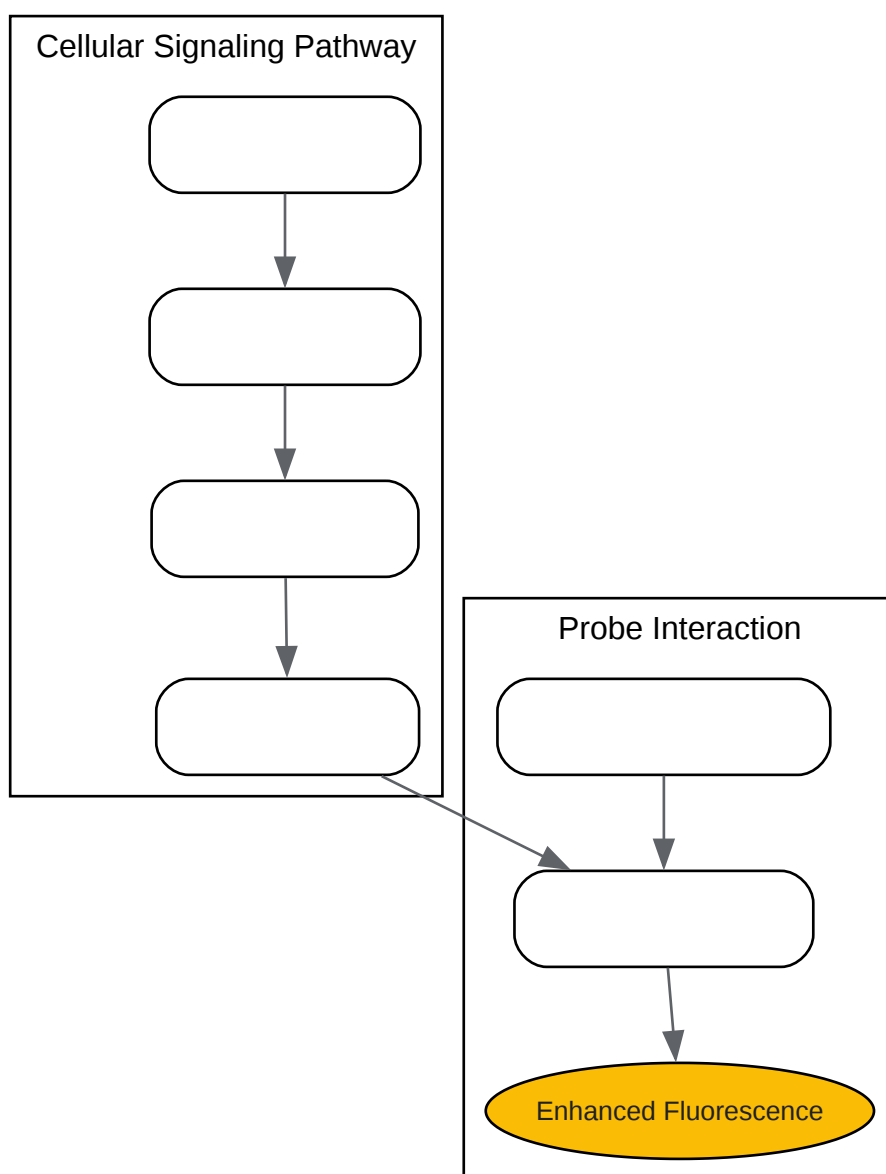 Cellular Signaling Pathway
Probe Interaction
Enhanced Fluorescence